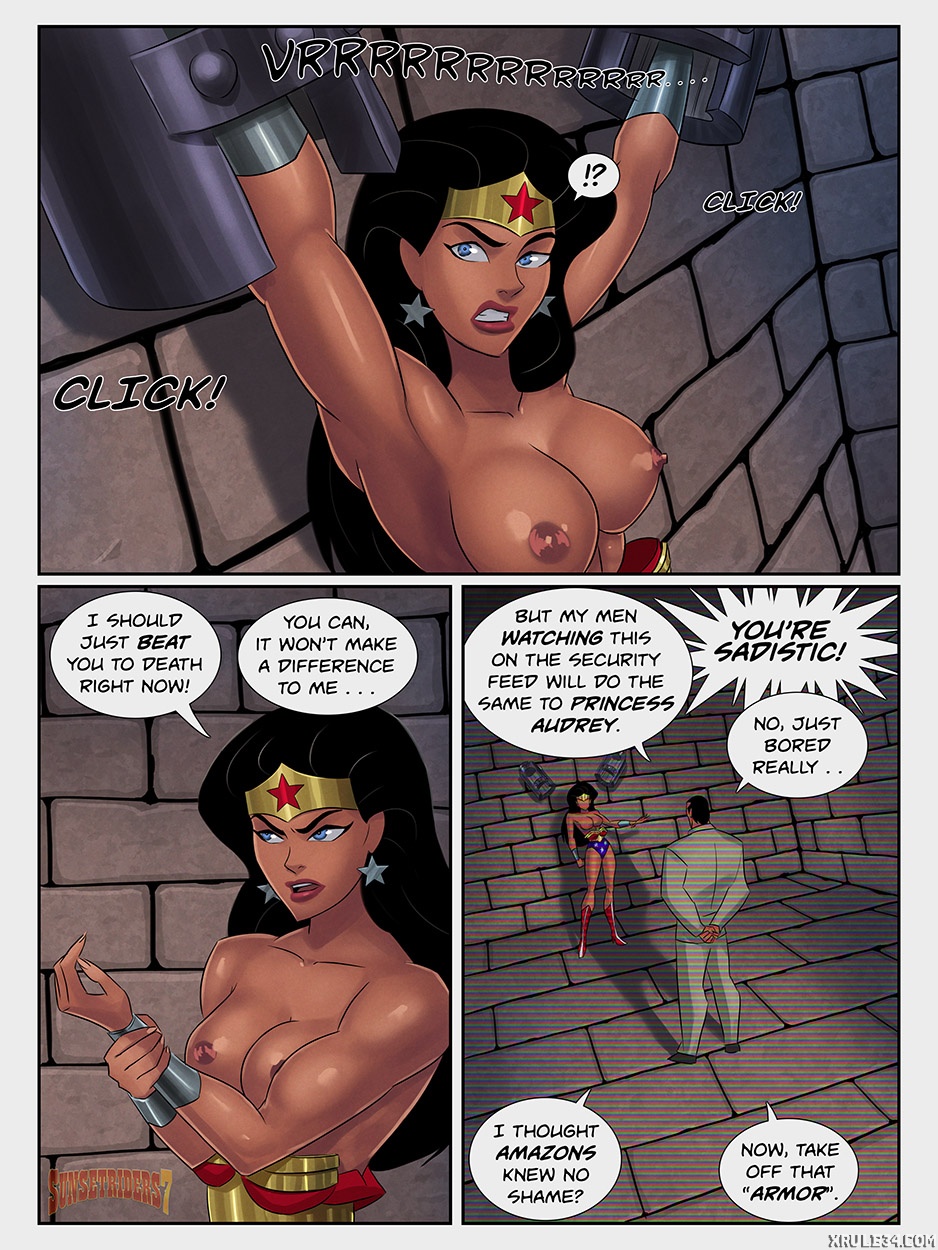 VRRRRRRRRRRRRR....
!?
CLICK!
CLICK!
I SHOULD
JUST BEAT
YOU TO DEATH
RIGHT NOW!
YOU CAN,
IT WON'T MAKE
A DIFFERENCE
TO ME . . .
BUT MY MEN
WATCHING THIS
ON THE SECURITY
FEED WILL DO THE
SAME TO PRINCESS
AUDREY.
YOU'RE
SADISTIC!
NO, JUST
BORED
REALLY . .
I THOUGHT
AMAZONS
KNEW NO
SHAME?
NOW, TAKE
OFF THAT
"ARMOR".
SUNSETRIDERS7
XRULE34.COM